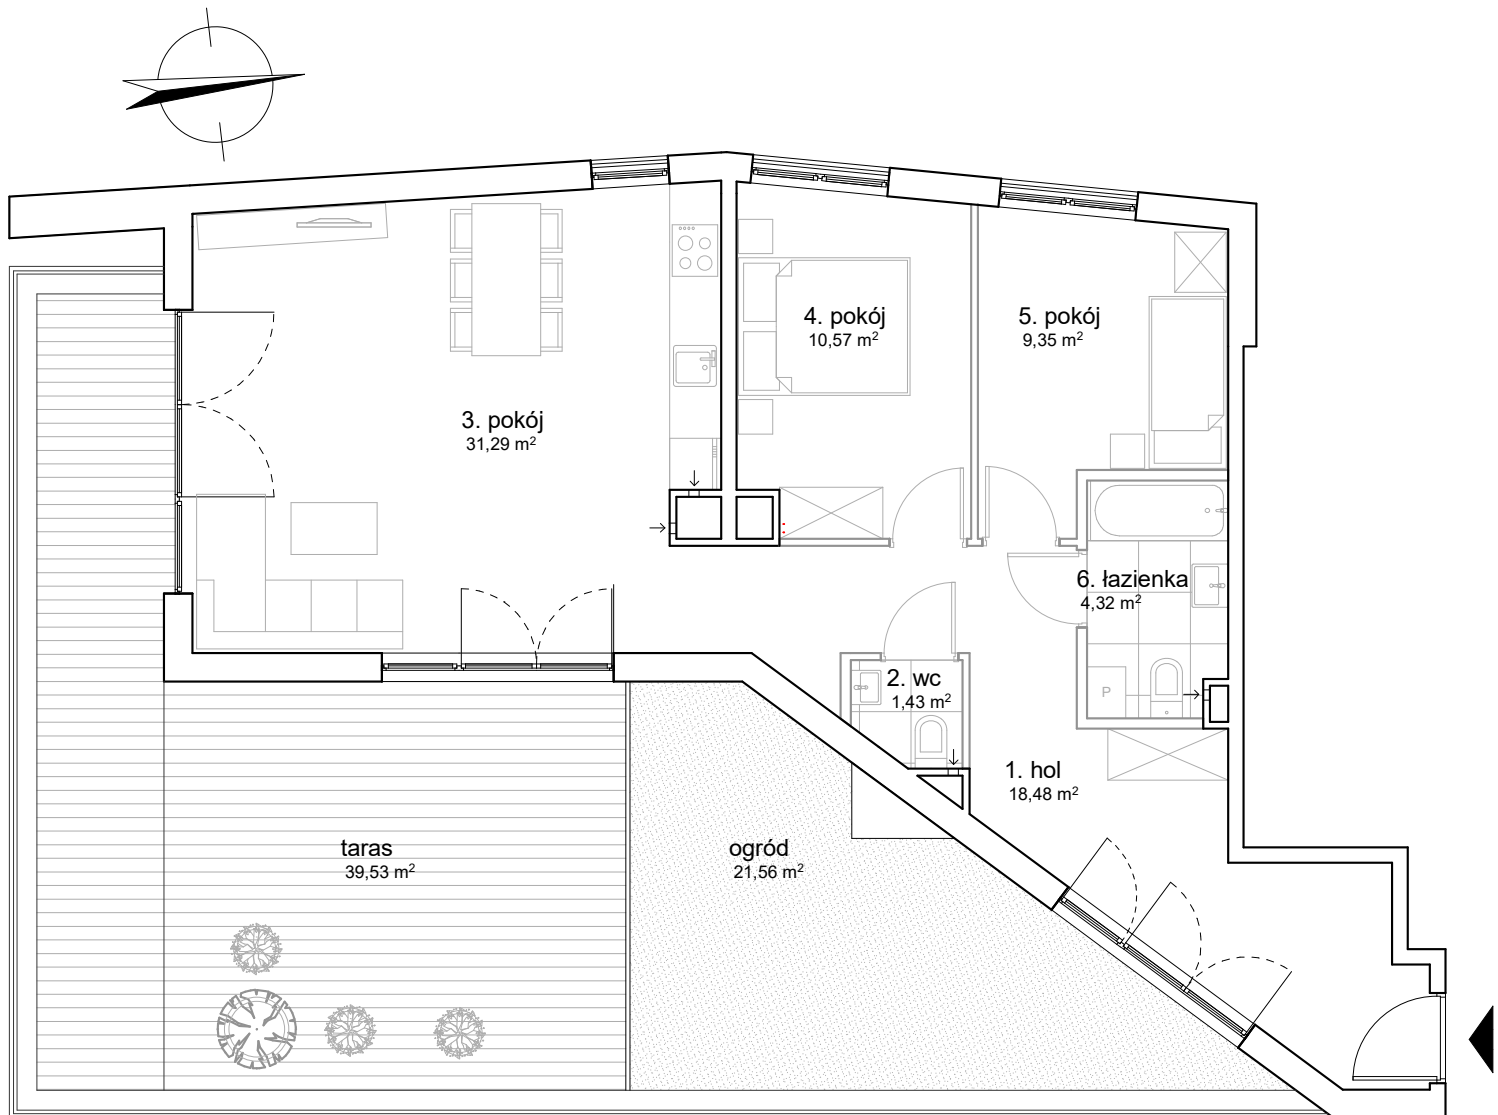 4. pokój
10,57 m²
5. pokój
9,35 m²
3. pokój
31,29 m²
6. łazienka
4,32 m²
2. wc
1,43 m²
P
1. hol
18,48 m²
taras
39,53 m²
ogród
21,56 m²